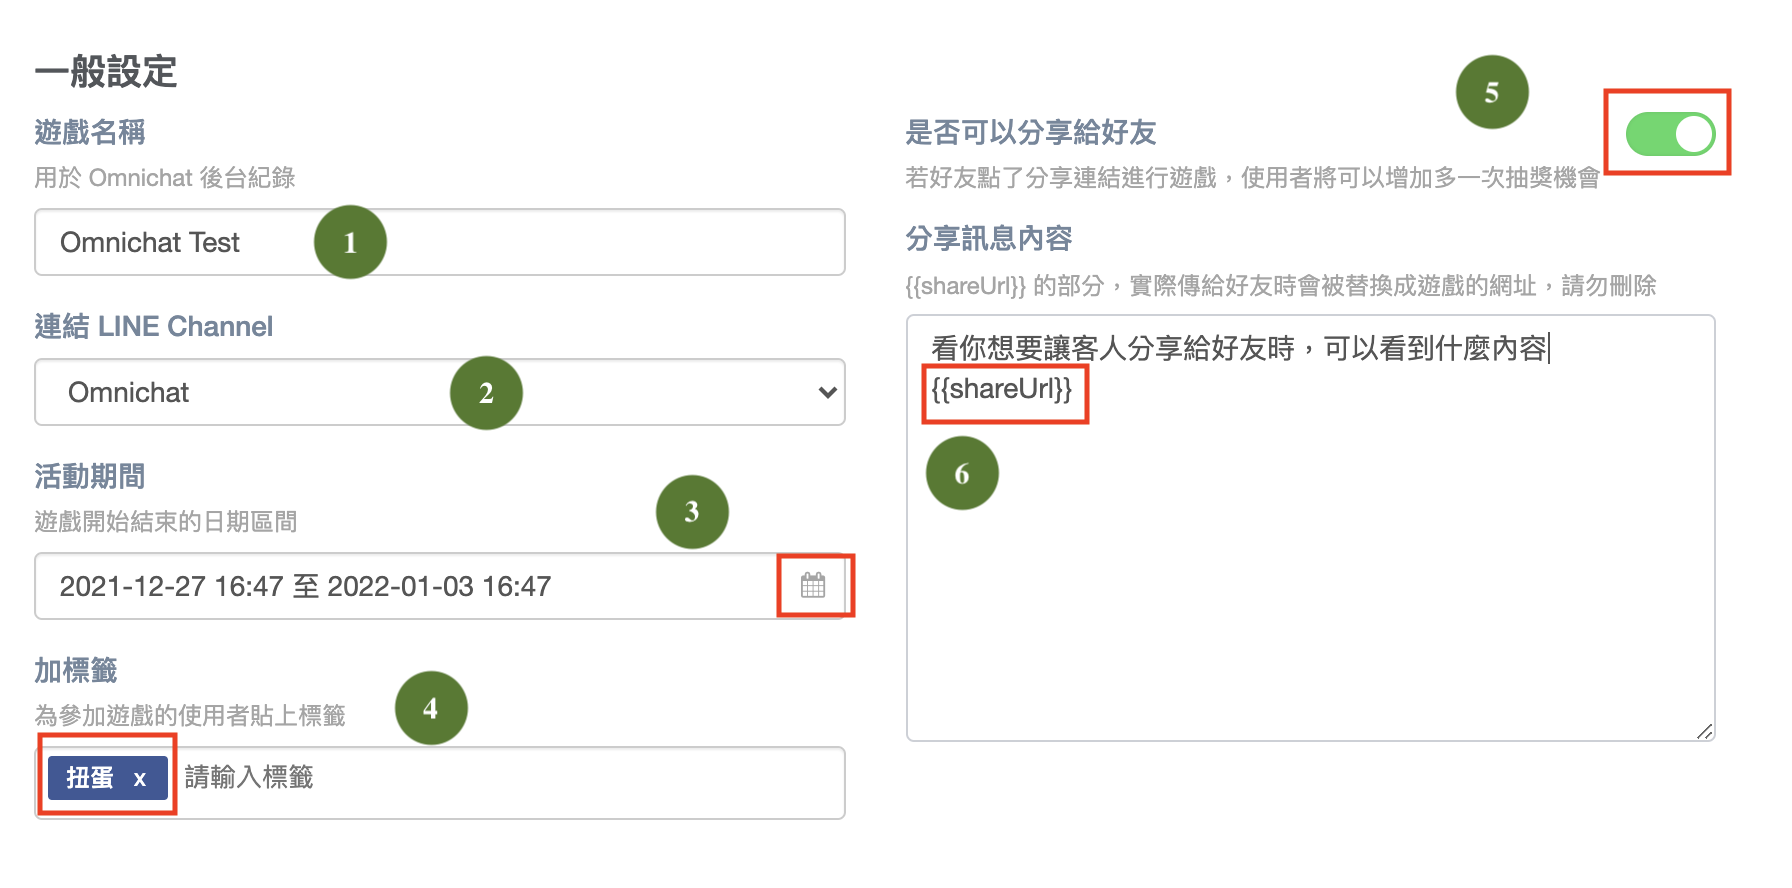 一般設定
遊戲名稱
用於 Omnichat 後台紀錄
Omnichat Test
1
連結 LINE Channel
Omnichat
2
活動期間
3
遊戲開始結束的日期區間
2021-12-27 16:47 至 2022-01-03 16:47
加標籤
為參加遊戲的使用者貼上標籤
4
扭蛋 x 請輸入標籤
5
是否可以分享給好友
若好友點了分享連結進行遊戲，使用者將可以增加多一次抽獎機會
分享訊息內容
{{shareUrl}} 的部分，實際傳給好友時會被替換成遊戲的網址，請勿刪除
看你想要讓客人分享給好友時，可以看到什麼內容
{{shareUrl}}
6